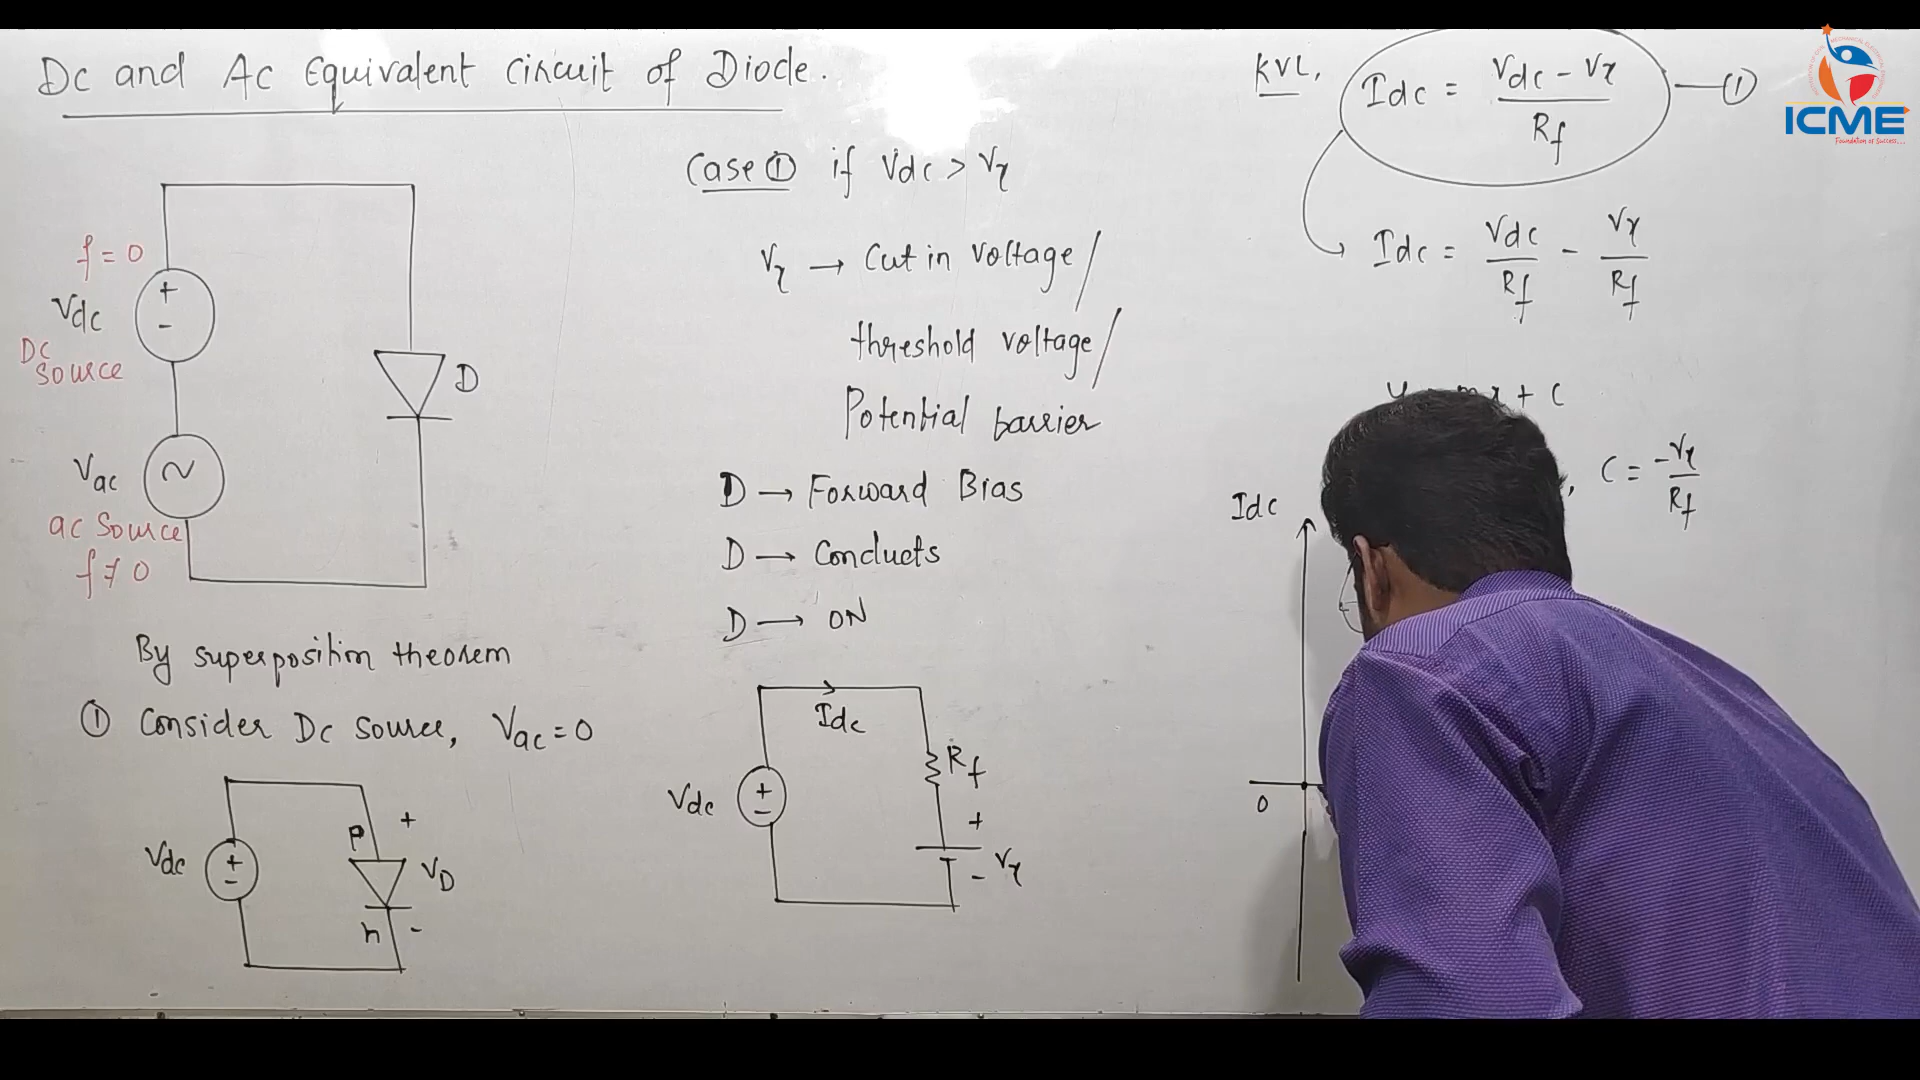 Dc and Ac Equivalent Circuit of Diode.
f = 0
Vdc
+
-
Dc
Source
D
Vac
~
ac Source
f ≠ 0
By superposition theorem
① Consider Dc source, Vac = 0
Vdc
+
-
P
+
VD
n
-
Case ① if Vdc > Vγ
Vγ → Cut in Voltage/
threshold voltage/
Potential barrier
D → Forward Bias
D → Conducts
D → ON
Idc
Vdc
+
-
Rf
+
Vγ
-
KVL, Idc = (Vdc - Vγ) / Rf —①
Idc = Vdc / Rf - Vγ / Rf
+ C
, C = -Vγ / Rf
Idc
0
ICME
Foundation of Success...